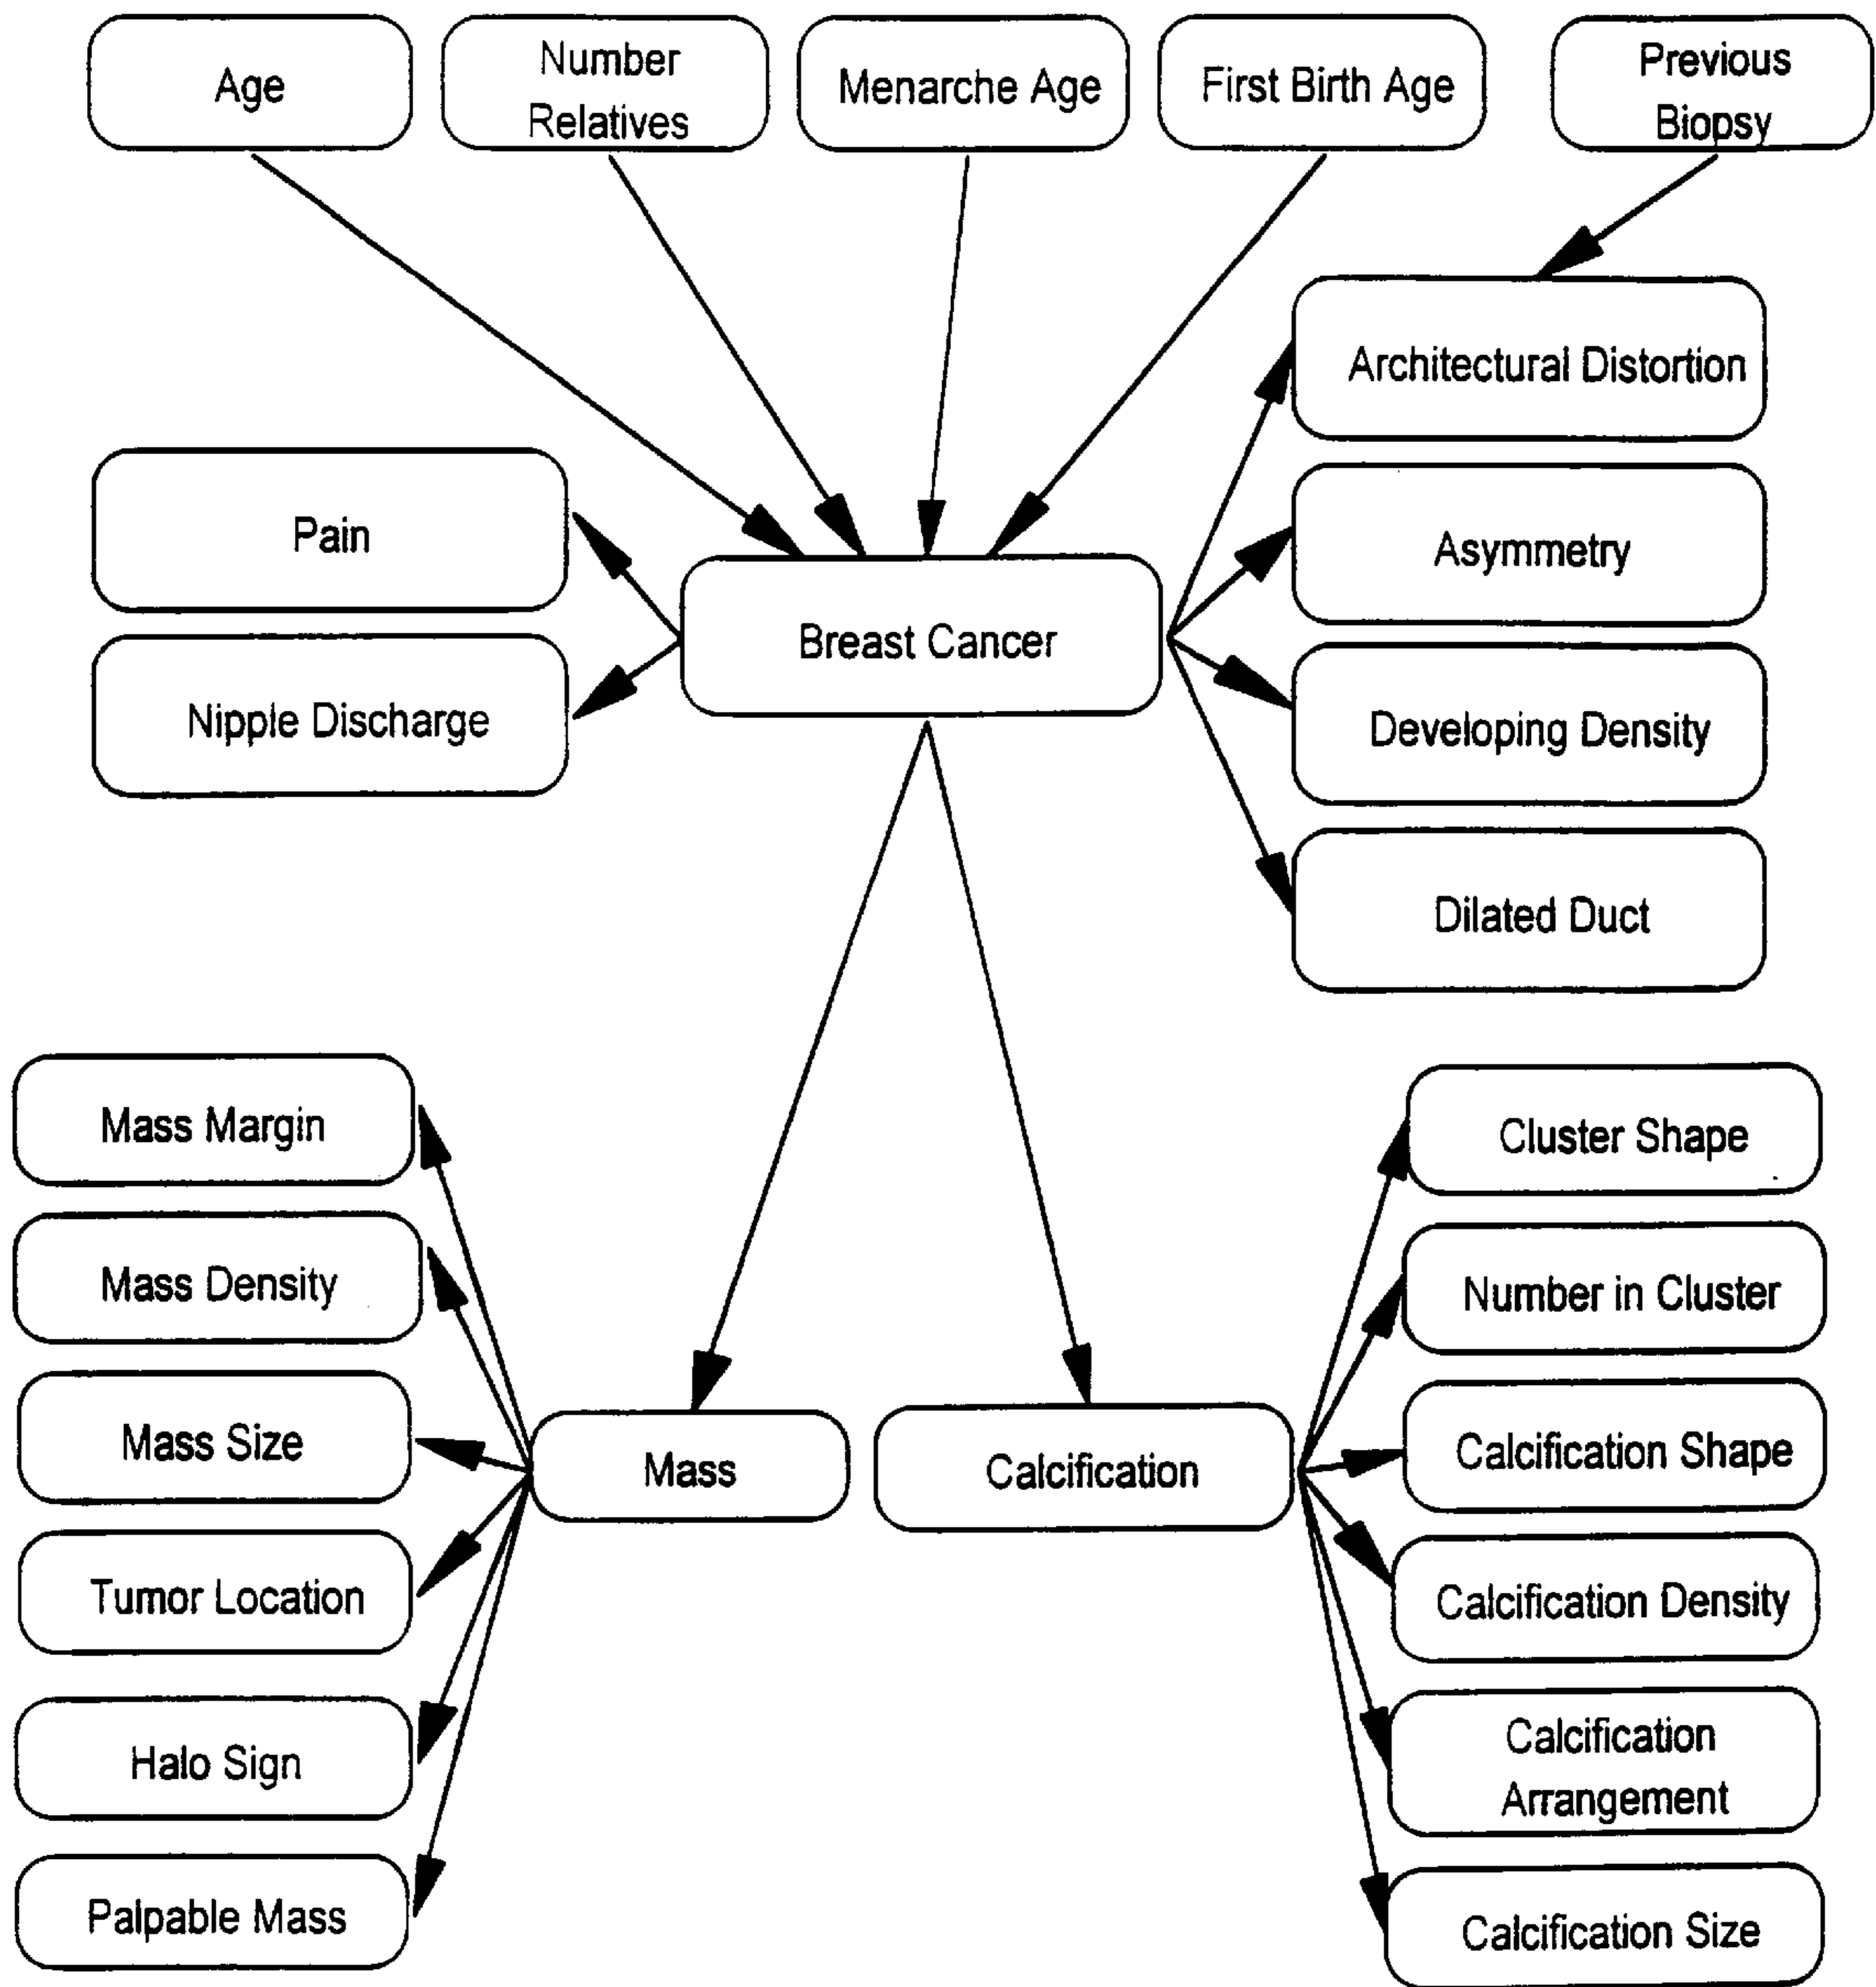 Age
Number
Relatives
Menarche Age
First Birth Age
Previous
Biopsy
Architectural Distortion
Pain
Asymmetry
Breast Cancer
Nipple Discharge
Developing Density
Dilated Duct
Mass Margin
Mass Density
Mass Size
Tumor Location
Halo Sign
Palpable Mass
Mass
Calcification
Cluster Shape
Number in Cluster
Calcification Shape
Calcification Density
Calcification
Arrangement
Calcification Size